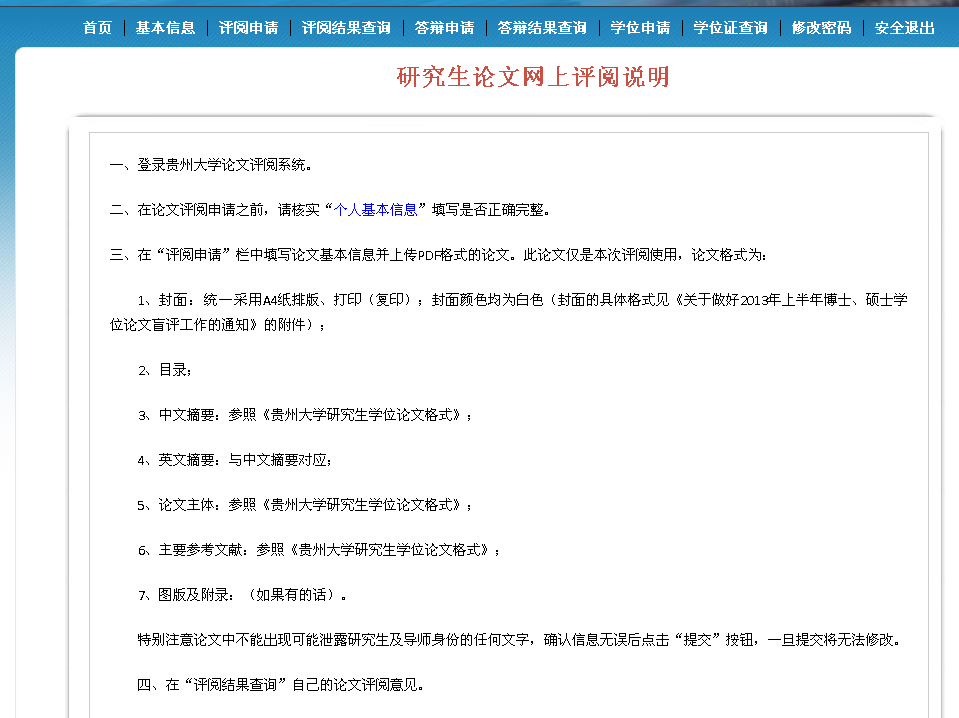 首页 | 基本信息 | 评阅申请 | 评阅结果查询 | 答辩申请 | 答辩结果查询 | 学位申请 | 学位证查询 | 修改密码 | 安全退出
研究生论文网上评阅说明
一、登录贵州大学论文评阅系统。
二、在论文评阅申请之前，请核实“个人基本信息”填写是否正确完整。
三、在“评阅申请”栏中填写论文基本信息并上传PDF格式的论文。此论文仅是本次评阅使用，论文格式为：
1、封面：统一采用A4纸排版、打印（复印）；封面颜色均为白色（封面的具体格式见《关于做好2013年上半年博士、硕士学
位论文盲评工作的通知》的附件）；
2、目录；
3、中文摘要：参照《贵州大学研究生学位论文格式》；
4、英文摘要：与中文摘要对应；
5、论文主体：参照《贵州大学研究生学位论文格式》；
6、主要参考文献：参照《贵州大学研究生学位论文格式》；
7、图版及附录：（如果有的话）。
特别注意论文中不能出现可能泄露研究生及导师身份的任何文字，确认信息无误后点击“提交”按钮，一旦提交将无法修改。
四、在“评阅结果查询”自己的论文评阅意见。